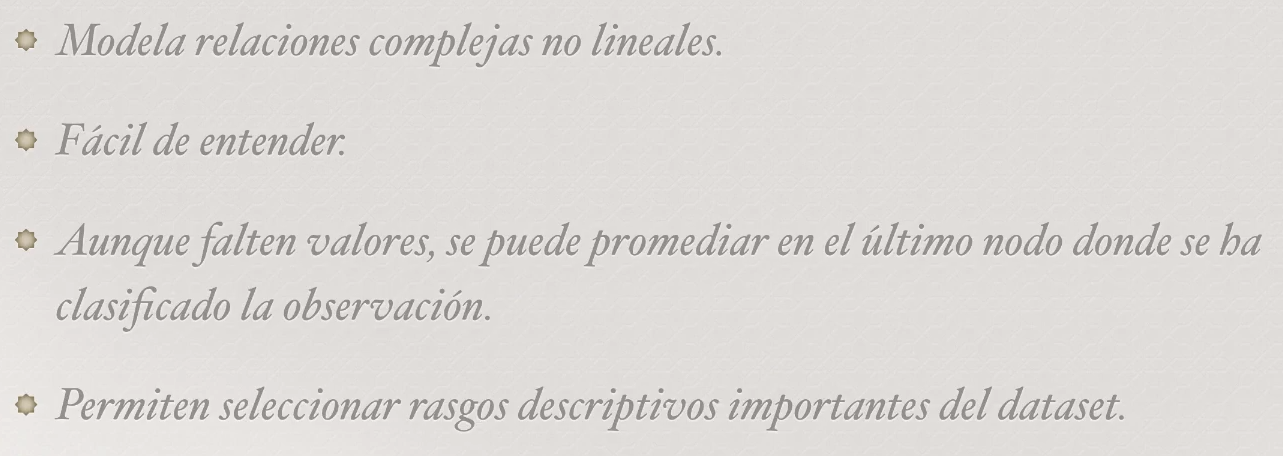 Modela relaciones complejas no lineales.
Fácil de entender.
Aunque falten valores, se puede promediar en el último nodo donde se ha
clasificado la observación.
Permiten seleccionar rasgos descriptivos importantes del dataset.